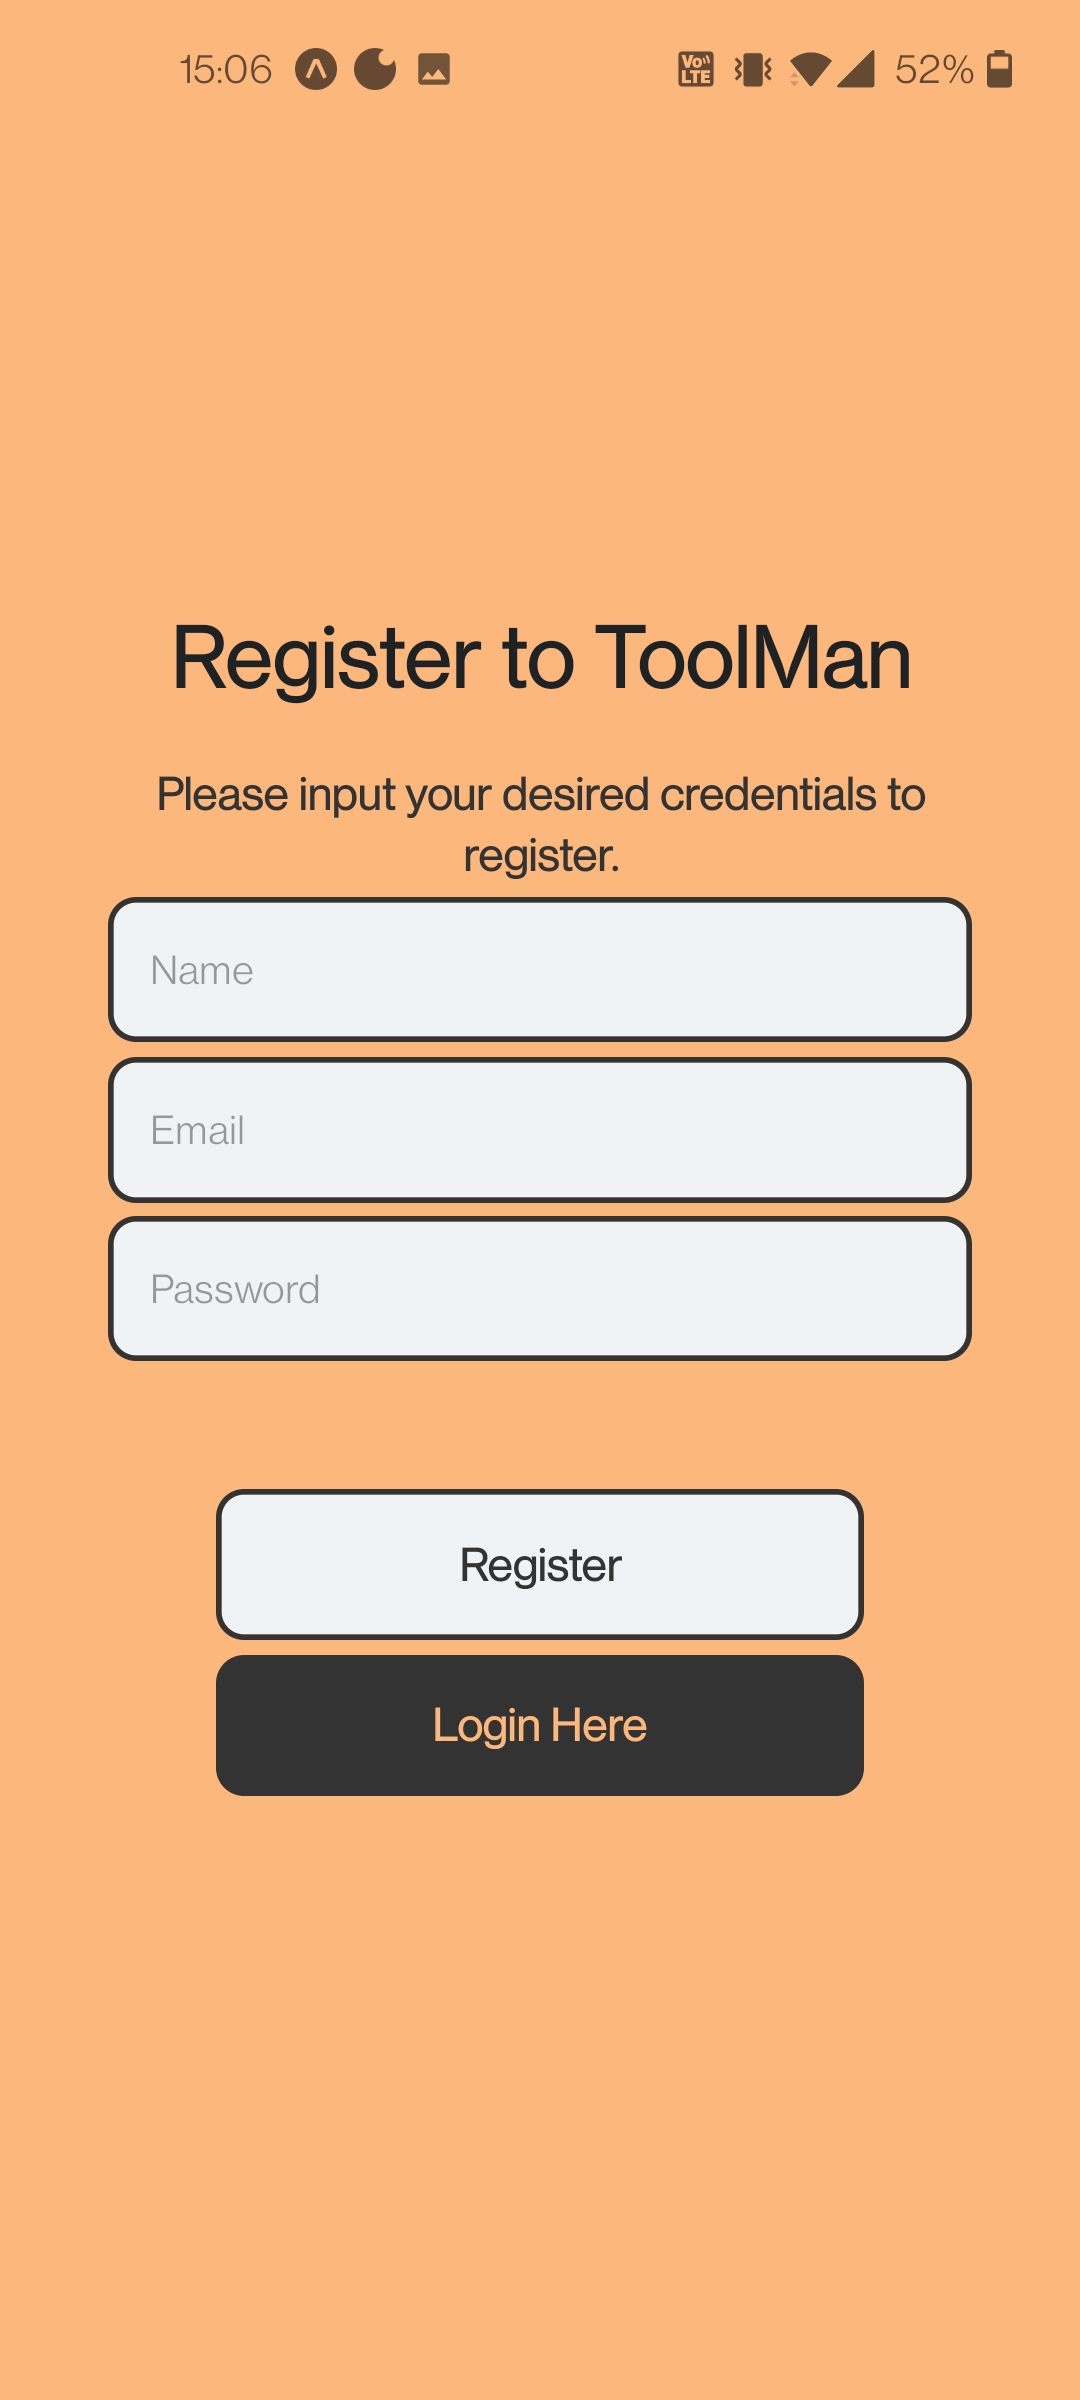 15:06
Vo LTE
52%
Register to ToolMan
Please input your desired credentials to
register.
Name
Email
Password
Register
Login Here